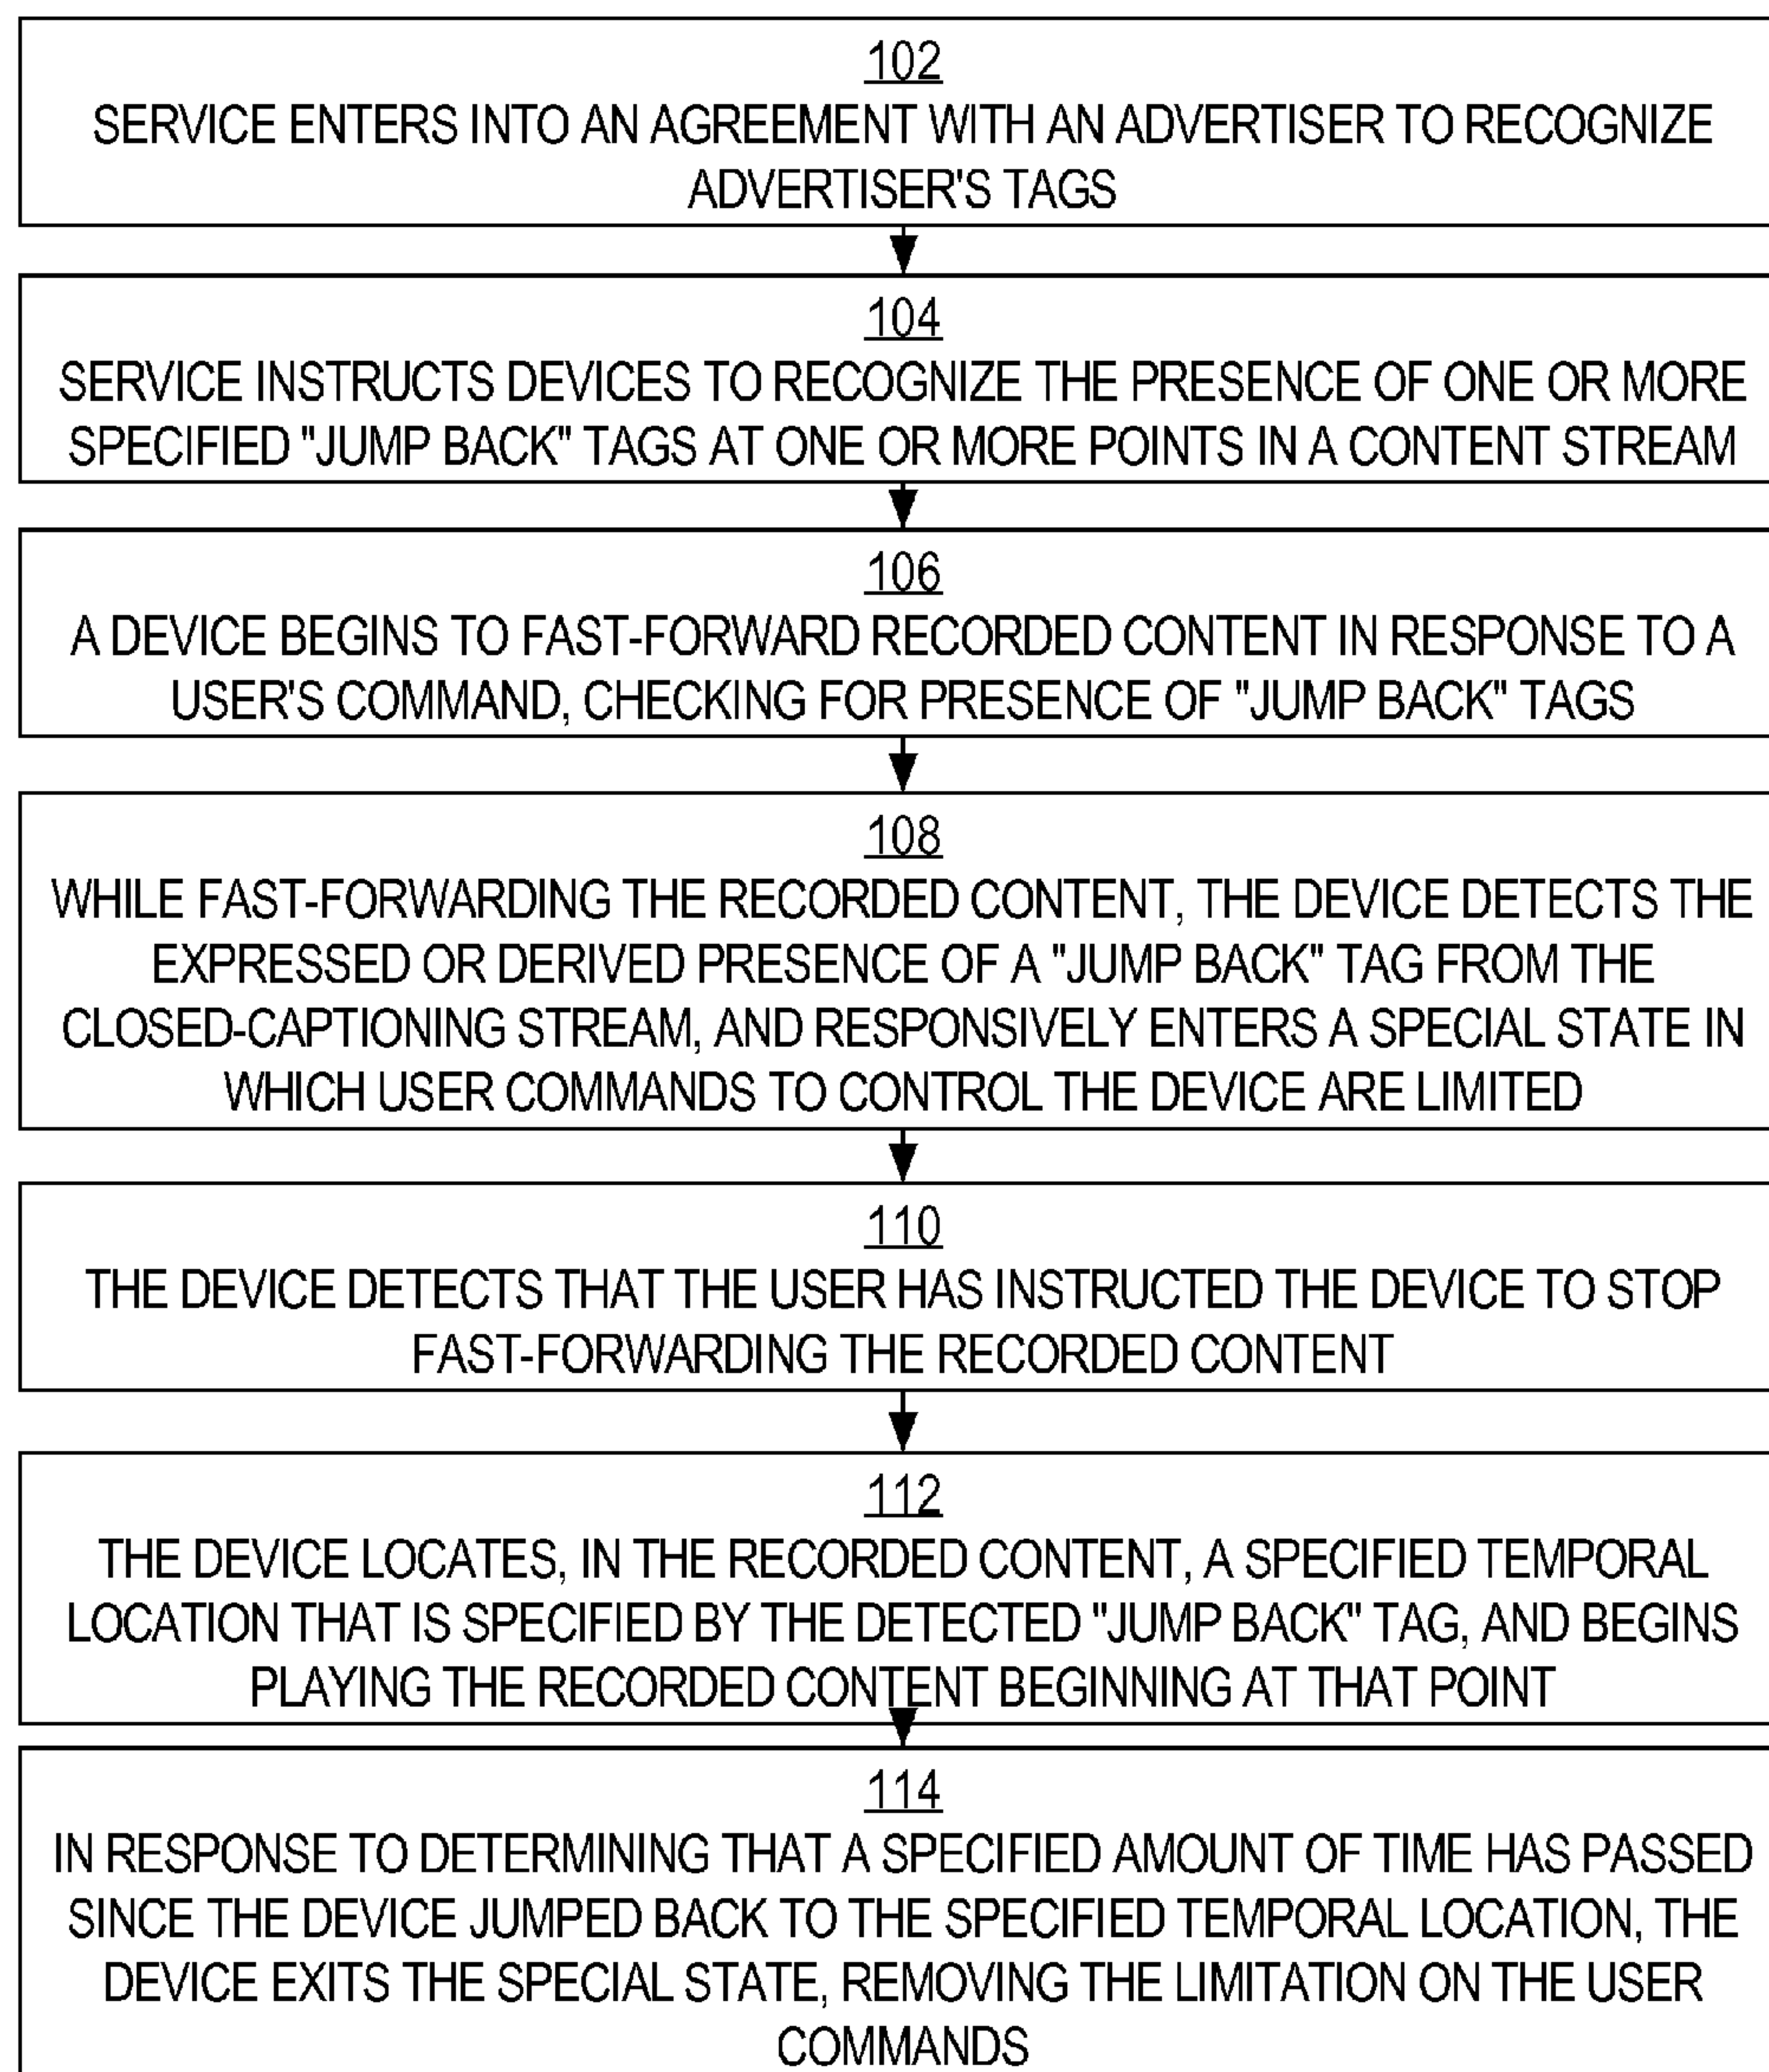 102
SERVICE ENTERS INTO AN AGREEMENT WITH AN ADVERTISER TO RECOGNIZE
ADVERTISER'S TAGS
104
SERVICE INSTRUCTS DEVICES TO RECOGNIZE THE PRESENCE OF ONE OR MORE
SPECIFIED "JUMP BACK" TAGS AT ONE OR MORE POINTS IN A CONTENT STREAM
106
A DEVICE BEGINS TO FAST-FORWARD RECORDED CONTENT IN RESPONSE TO A
USER'S COMMAND, CHECKING FOR PRESENCE OF "JUMP BACK" TAGS
108
WHILE FAST-FORWARDING THE RECORDED CONTENT, THE DEVICE DETECTS THE
EXPRESSED OR DERIVED PRESENCE OF A "JUMP BACK" TAG FROM THE
CLOSED-CAPTIONING STREAM, AND RESPONSIVELY ENTERS A SPECIAL STATE IN
WHICH USER COMMANDS TO CONTROL THE DEVICE ARE LIMITED
110
THE DEVICE DETECTS THAT THE USER HAS INSTRUCTED THE DEVICE TO STOP
FAST-FORWARDING THE RECORDED CONTENT
112
THE DEVICE LOCATES, IN THE RECORDED CONTENT, A SPECIFIED TEMPORAL
LOCATION THAT IS SPECIFIED BY THE DETECTED "JUMP BACK" TAG, AND BEGINS
PLAYING THE RECORDED CONTENT BEGINNING AT THAT POINT
114
IN RESPONSE TO DETERMINING THAT A SPECIFIED AMOUNT OF TIME HAS PASSED
SINCE THE DEVICE JUMPED BACK TO THE SPECIFIED TEMPORAL LOCATION, THE
DEVICE EXITS THE SPECIAL STATE, REMOVING THE LIMITATION ON THE USER
COMMANDS